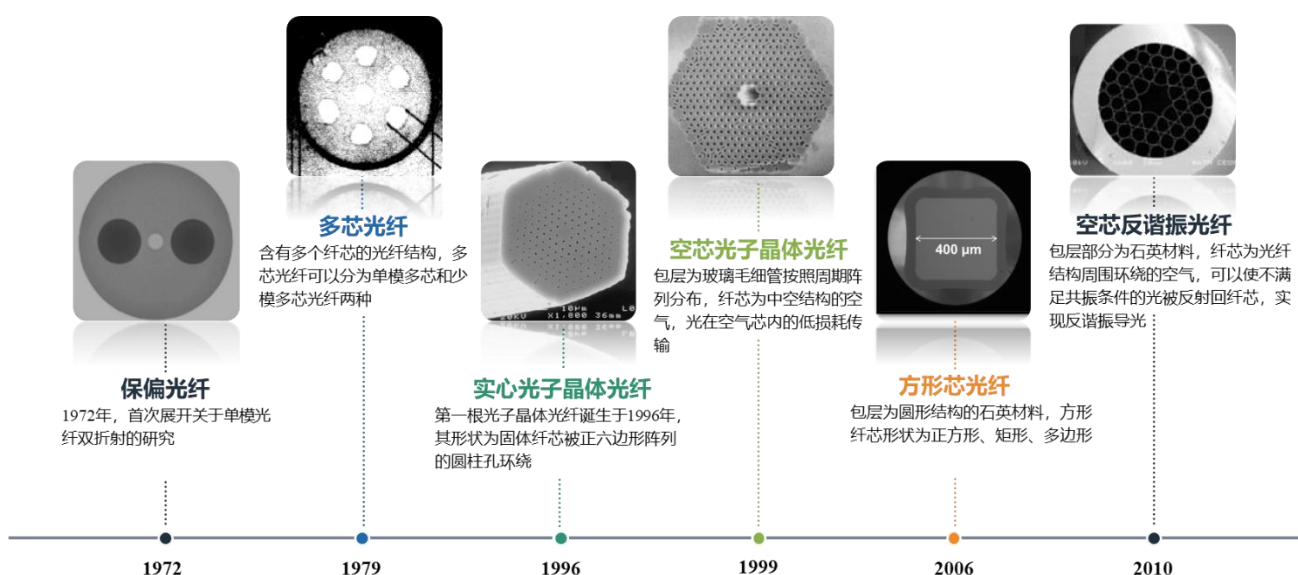 多芯光纤
含有多个纤芯的光纤结构，多
芯光纤可以分为单模多芯和少
模多芯光纤两种
空芯光子晶体光纤
包层为玻璃毛细管按照周期阵
列分布，纤芯为中空结构的空
气，光在空气芯内的低损耗传
输
400 μm
空芯反谐振光纤
包层部分为石英材料，纤芯为光纤
结构周围环绕的空气，可以使不满
足共振条件的光被反射回纤芯，实
现反谐振导光
10μm
X1,000 36mm
保偏光纤
1972年，首次展开关于单模光
纤双折射的研究
实心光子晶体光纤
第一根光子晶体光纤诞生于1996年，
其形状为固体纤芯被正六边形阵列
的圆柱孔环绕
方形芯光纤
包层为圆形结构的石英材料，方形
纤芯形状为正方形、矩形、多边形
1972
1979
1996
1999
2006
2010